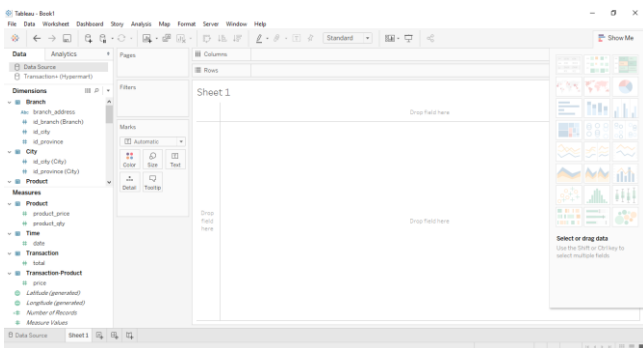 Tableau - Book1
File Data Worksheet Dashboard Story Analysis Map Format Server Window Help
Standard
Show Me
Data Analytics
Pages
Columns
Rows
Data Source
Transaction+ (Hypermart)
Dimensions
Filters
Sheet 1
Branch
Abc branch_address
# id_branch (Branch)
# id_city
# id_province
City
# id_city (City)
# id_province (City)
Product
Marks
Automatic
Color Size Text
Detail Tooltip
Drop field here
Drop
field
here
Drop field here
Measures
Product
# product_price
# product_qty
Time
# date
Transaction
# total
Transaction-Product
# price
Latitude (generated)
Longitude (generated)
Number of Records
# Measure Values
Select or drag data
Use the Shift or Ctrl key to
select multiple fields
Data Source Sheet 1